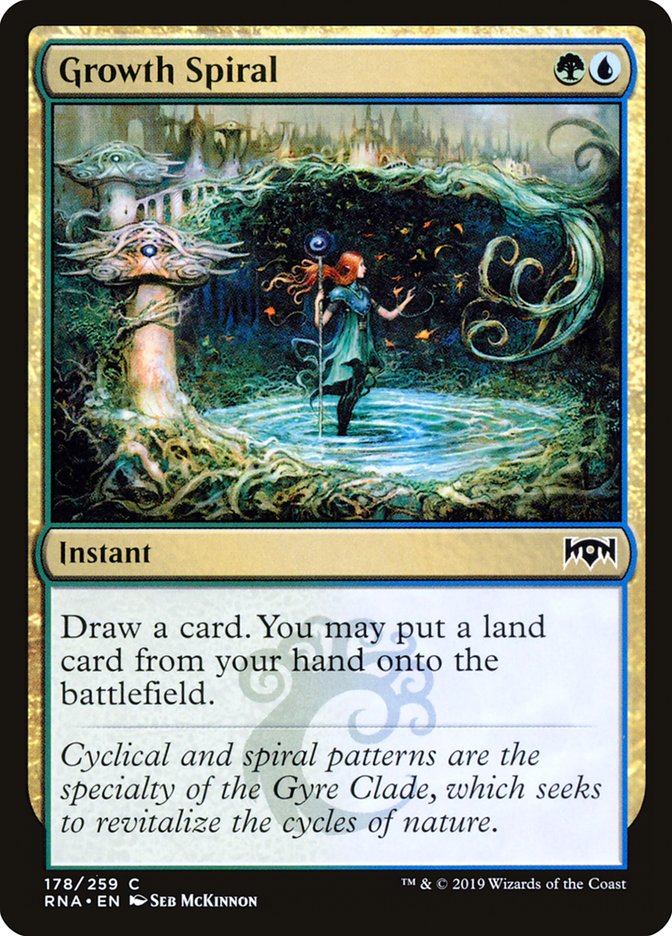 Growth Spiral
Instant
Draw a card. You may put a land
card from your hand onto the
battlefield.
Cyclical and spiral patterns are the
specialty of the Gyre Clade, which seeks
to revitalize the cycles of nature.
178/259 C
RNA • EN Seb McKinnon
™ & © 2019 Wizards of the Coast